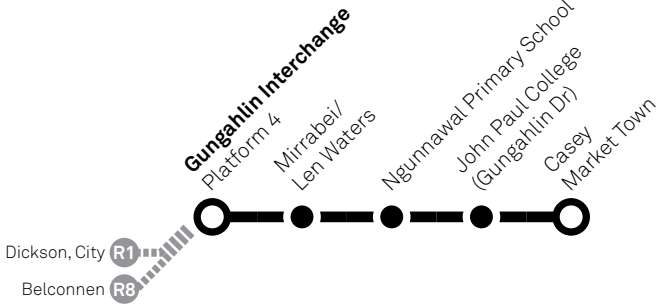 Gungahlin Interchange
Platform 4
Mirrabei/
Len Waters
Ngunnawal Primary School
John Paul College
(Gungahlin Dr)
Casey
Market Town
Dickson, City R1
Belconnen R8